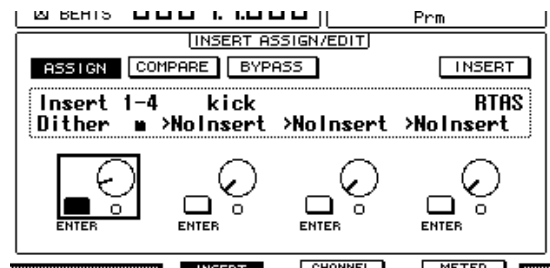 BEATS Prm
INSERT ASSIGN/EDIT
ASSIGN COMPARE BYPASS INSERT
Insert 1-4 kick RTAS
Dither m >NoInsert >NoInsert >NoInsert
ENTER ENTER ENTER ENTER
INSERT CHANNEL METER